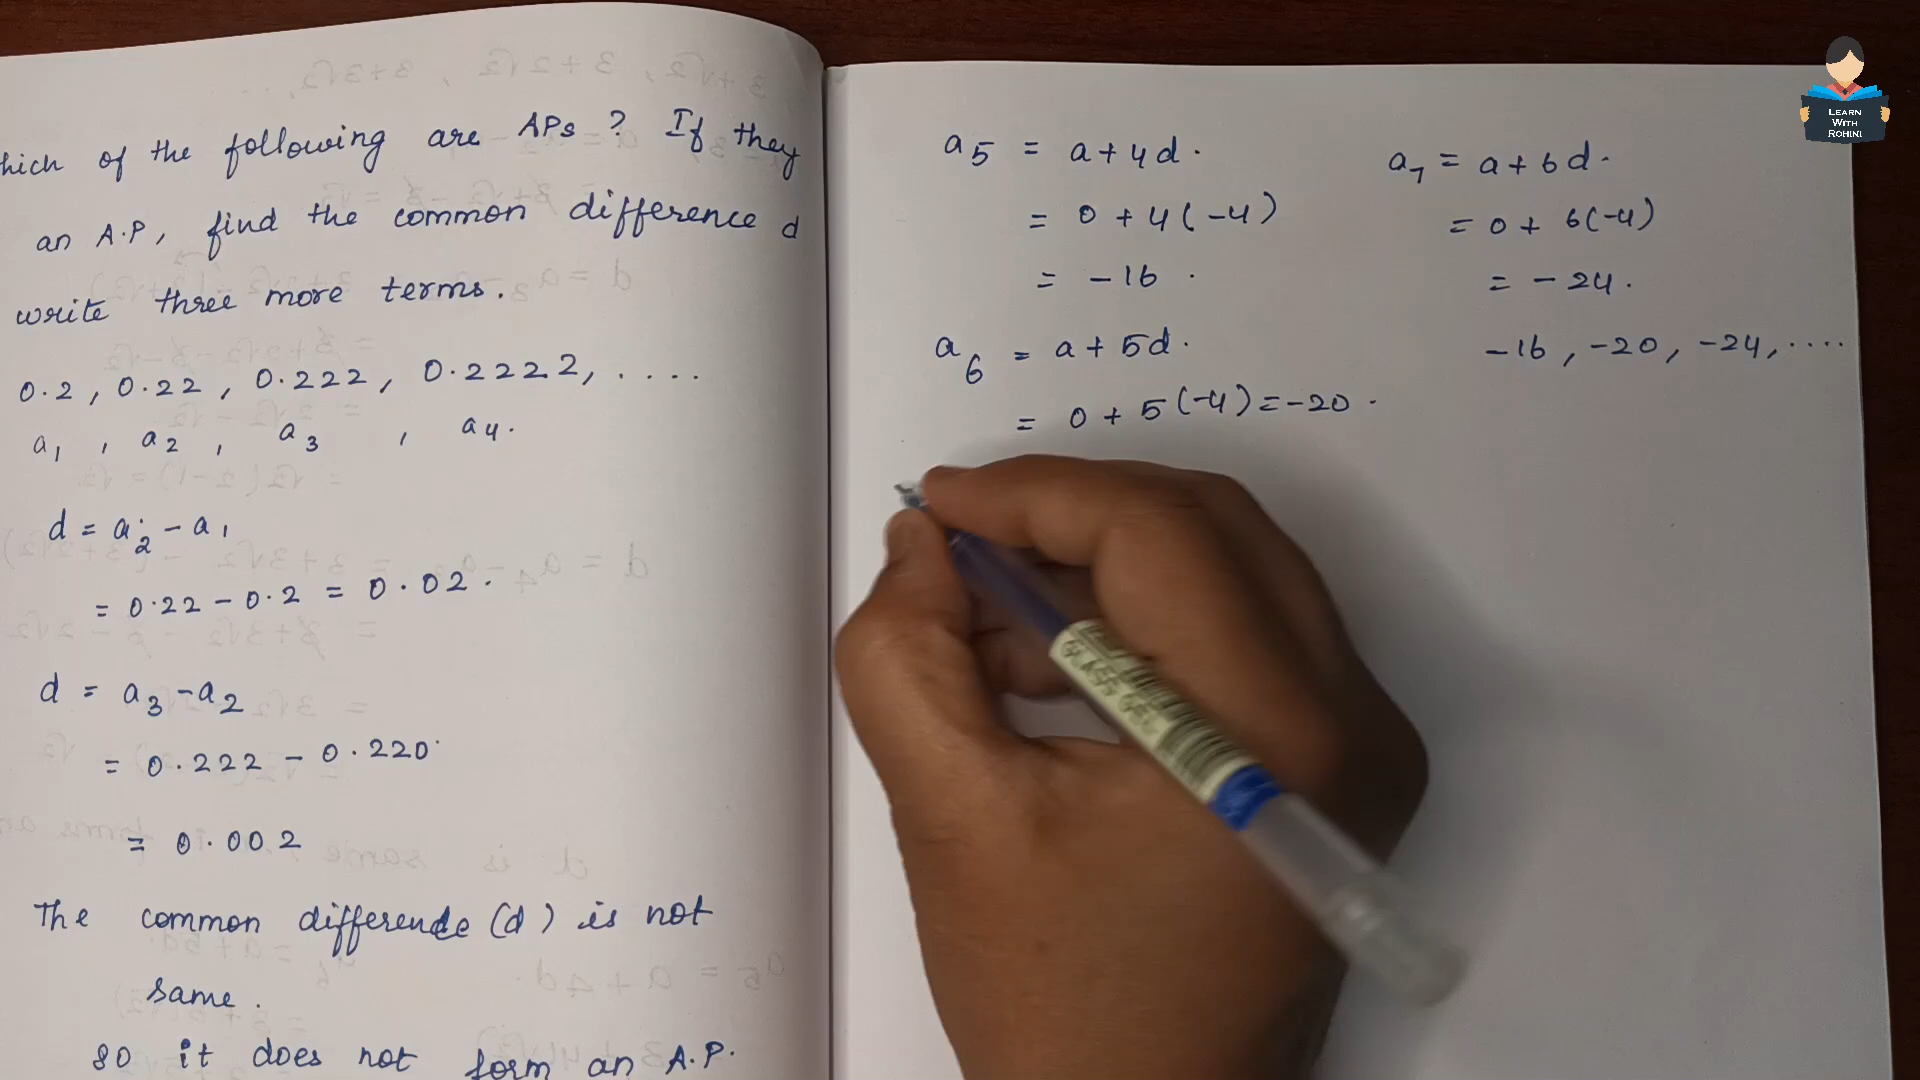 hich of the following are APs ? If they
an A.P, find the common difference d
write three more terms.
0.2, 0.22, 0.222, 0.2222, ....
a1 , a2 , a3 , a4.
d = a2 - a1
= 0.22 - 0.2 = 0.02.
d = a3 - a2
= 0.222 - 0.220
= 0.002
The common difference (d) is not
same.
so it does not form an A.P.
a5 = a + 4d.
= 0 + 4(-4)
= -16.
a6 = a + 5d.
= 0 + 5(-4) = -20.
a7 = a + 6d.
= 0 + 6(-4)
= -24.
-16, -20, -24, ....
LEARN
WITH
ROHINI